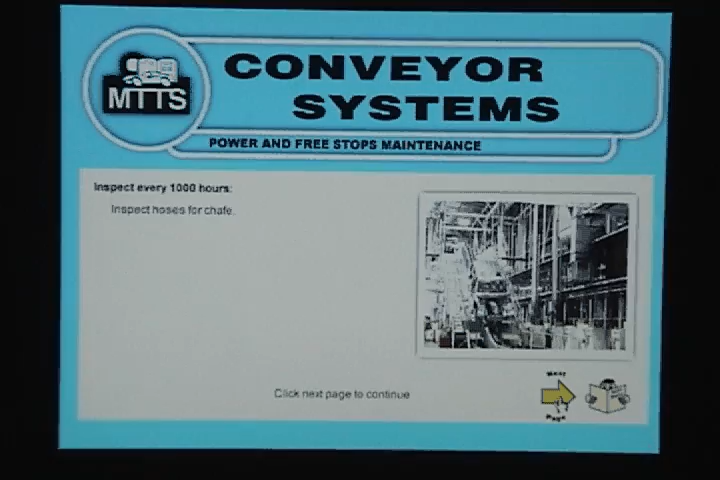 MTTS
CONVEYOR
SYSTEMS
POWER AND FREE STOPS MAINTENANCE
Inspect every 1000 hours:
Inspect hoses for chafe.
Click next page to continue
Next
Page